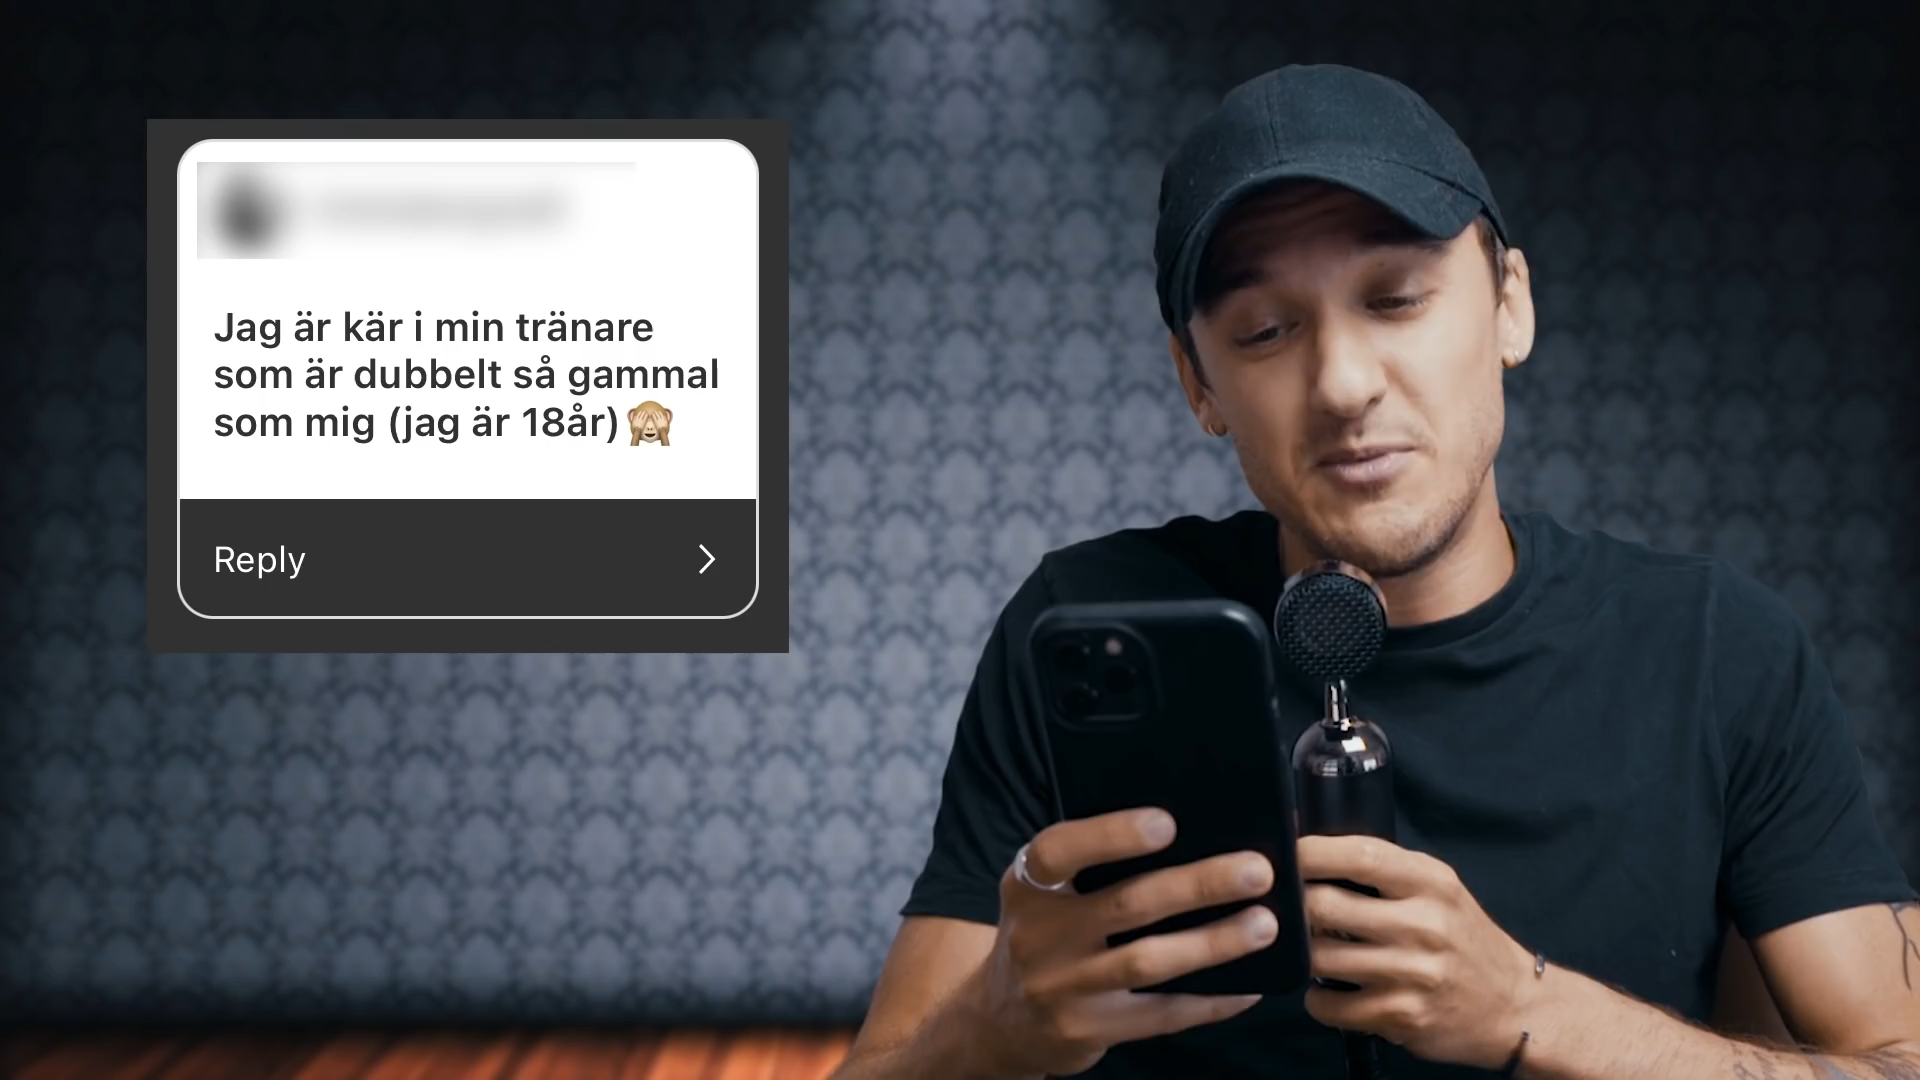 Jag är kär i min tränare
som är dubbelt så gammal
som mig (jag är 18år)🙈
Reply